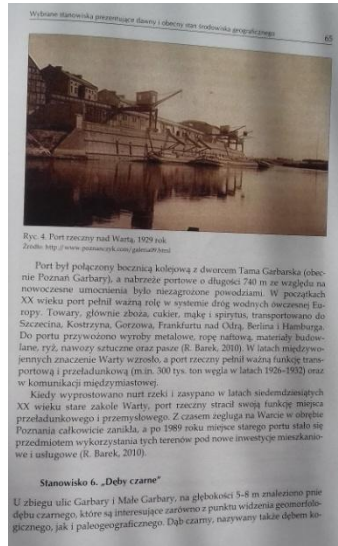 Wybrane stanowiska prezentujące dawny i obecny stan środowiska geograficznego
65
Ryc. 4. Port rzeczny nad Wartą, 1929 rok
Źródło: http://www.poznanczyk.com/galeria09.html
Port był połączony bocznicą kolejową z dworcem Tama Garbarska (obec-
nie Poznań Garbary), a nabrzeże portowe o długości 740 m ze względu na
nowoczesne umocnienia było niezagrożone powodziami. W początkach
XX wieku port pełnił ważną rolę w systemie dróg wodnych ówczesnej Eu-
ropy. Towary, głównie zboża, cukier, mąkę i spirytus, transportowano do
Szczecina, Kostrzyna, Gorzowa, Frankfurtu nad Odrą, Berlina i Hamburga.
Do portu przywożono wyroby metalowe, ropę naftową, materiały budow-
lane, ryż, nawozy sztuczne oraz pasze (R. Barek, 2010). W latach międzywo-
jennych znaczenie Warty wzrosło, a port rzeczny pełnił ważną funkcję trans-
portową i przeładunkową (m.in. 300 tys. ton węgla w latach 1926–1932) oraz
w komunikacji międzymiastowej.
Kiedy wyprostowano nurt rzeki i zasypano w latach siedemdziesiątych
XX wieku stare zakole Warty, port rzeczny stracił swoją funkcję miejsca
przeładunkowego i przemysłowego. Z czasem żegluga na Warcie w obrębie
Poznania całkowicie zanikła, a po 1989 roku miejsce starego portu stało się
przedmiotem wykorzystania tych terenów pod nowe inwestycje mieszkanio-
we i usługowe (R. Barek, 2010).
Stanowisko 6. „Dęby czarne"
U zbiegu ulic Garbary i Małe Garbary, na głębokości 5–8 m znaleziono pnie
dębu czarnego, które są interesujące zarówno z punktu widzenia geomorfolo-
gicznego, jak i paleogeograficznego. Dąb czarny, nazywany także dębem ko-